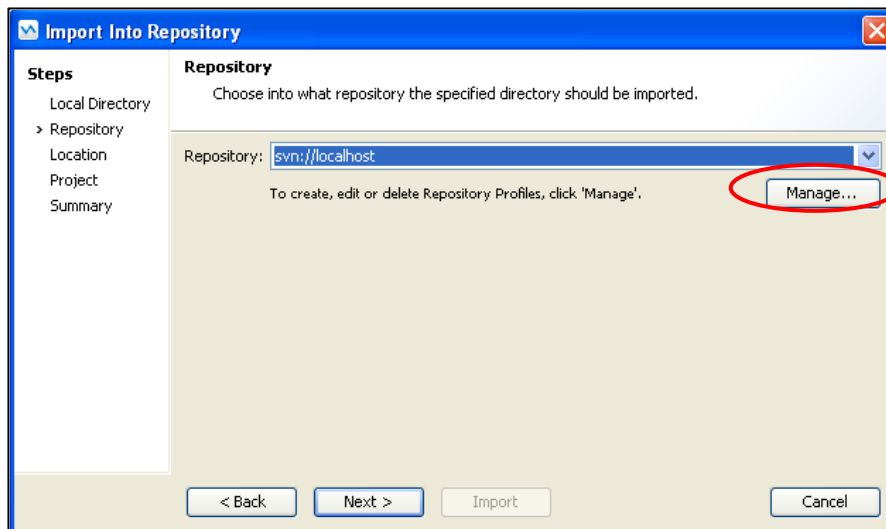 Import Into Repository
Steps
Local Directory
> Repository
Location
Project
Summary
Repository
Choose into what repository the specified directory should be imported.
Repository: svn://localhost
To create, edit or delete Repository Profiles, click 'Manage'.
Manage...
< Back
Next >
Import
Cancel